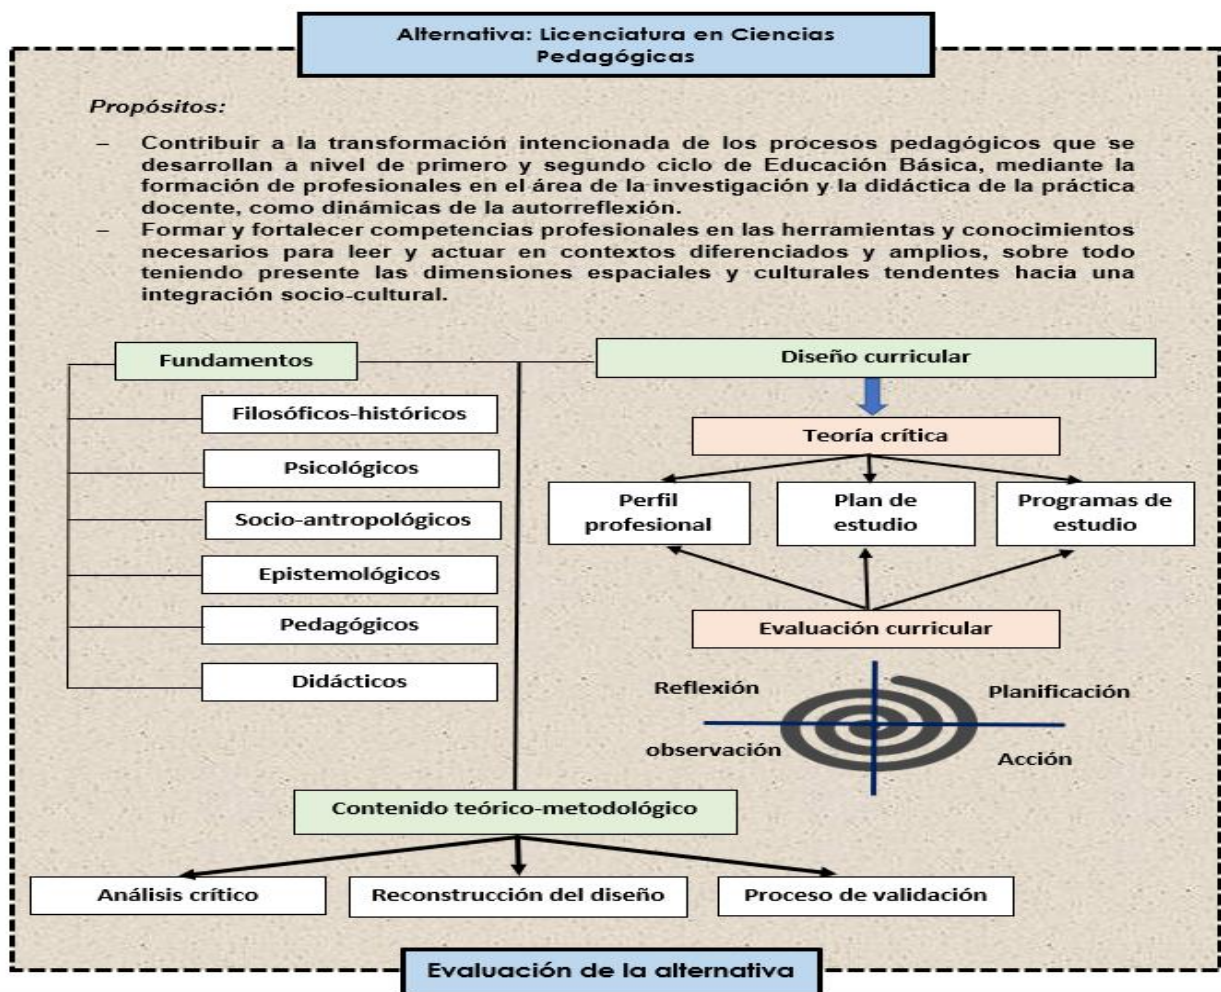 Alternativa: Licenciatura en Ciencias
Pedagógicas
Propósitos:
– Contribuir a la transformación intencionada de los procesos pedagógicos que se
desarrollan a nivel de primero y segundo ciclo de Educación Básica, mediante la
formación de profesionales en el área de la investigación y la didáctica de la práctica
docente, como dinámicas de la autorreflexión.
– Formar y fortalecer competencias profesionales en las herramientas y conocimientos
necesarios para leer y actuar en contextos diferenciados y amplios, sobre todo
teniendo presente las dimensiones espaciales y culturales tendentes hacia una
integración socio-cultural.
Fundamentos
Filosóficos-históricos
Psicológicos
Socio-antropológicos
Epistemológicos
Pedagógicos
Didácticos
Diseño curricular
Teoría crítica
Perfil
profesional
Plan de
estudio
Programas de
estudio
Evaluación curricular
Reflexión
Planificación
observación
Acción
Contenido teórico-metodológico
Análisis crítico
Reconstrucción del diseño
Proceso de validación
Evaluación de la alternativa